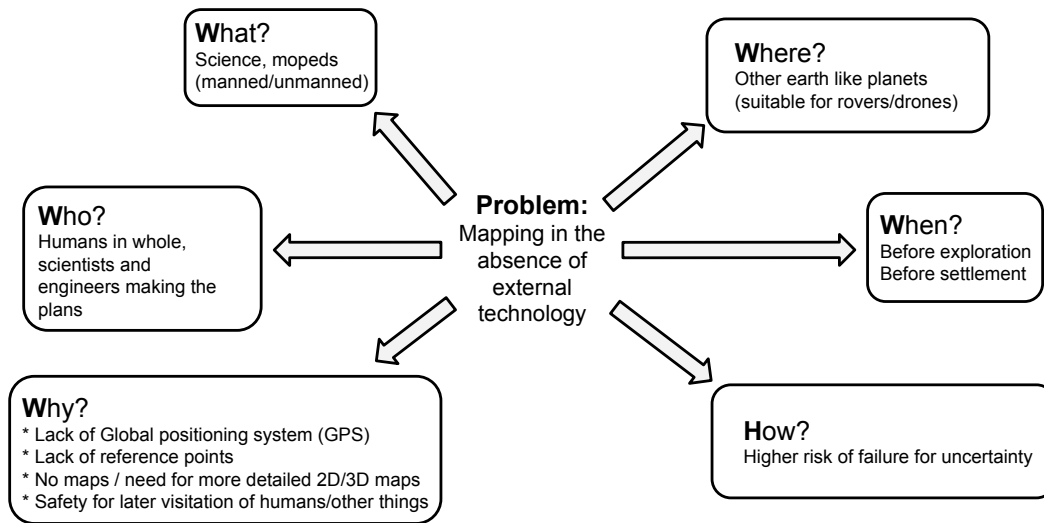 What?
Science, mopeds
(manned/unmanned)
Where?
Other earth like planets
(suitable for rovers/drones)
Who?
Humans in whole,
scientists and
engineers making the
plans
Problem:
Mapping in the
absence of
external
technology
When?
Before exploration
Before settlement
Why?
* Lack of Global positioning system (GPS)
* Lack of reference points
* No maps / need for more detailed 2D/3D maps
* Safety for later visitation of humans/other things
How?
Higher risk of failure for uncertainty